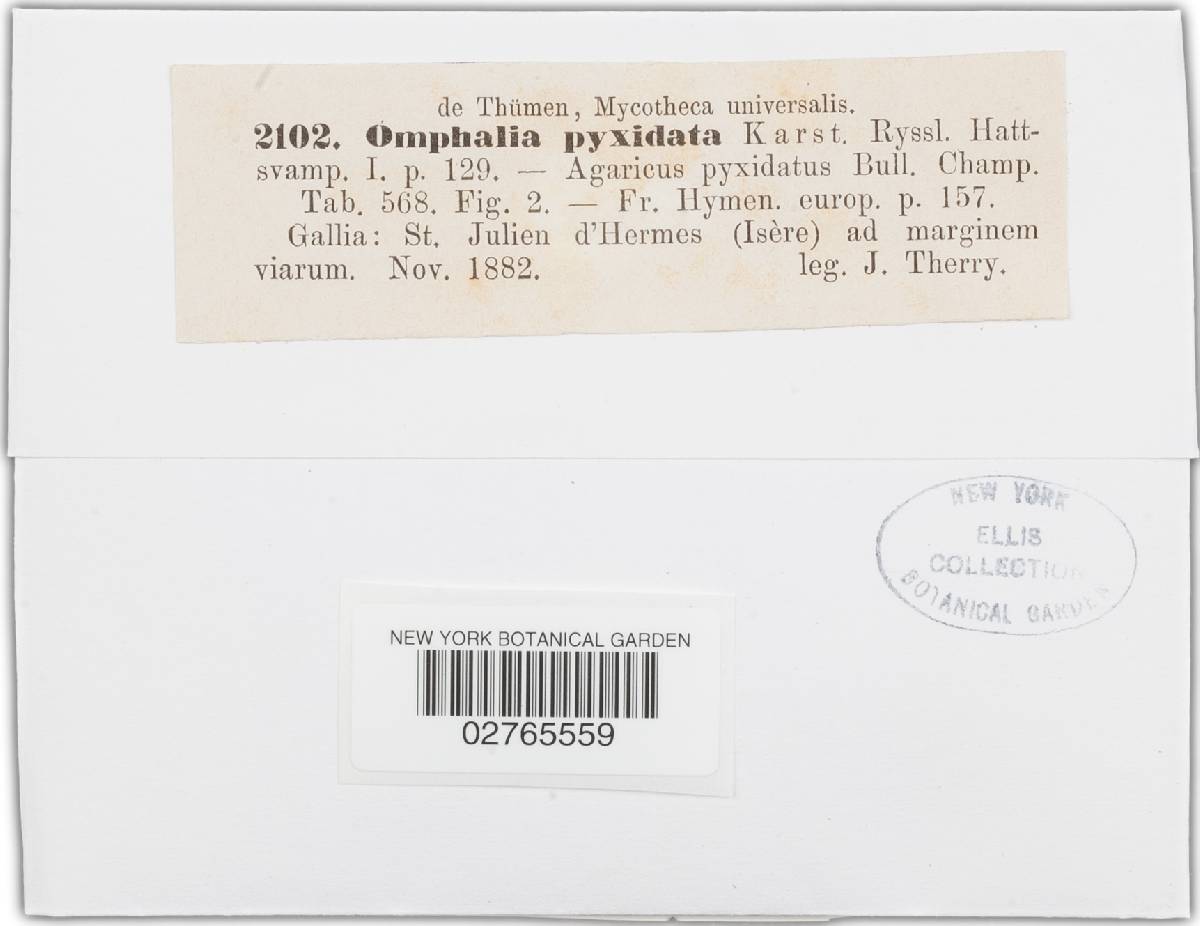 de Thümen, Mycotheca universalis.
2102. Omphalia pyxidata Karst. Ryssl. Hatt-
svamp. I. p. 129. — Agaricus pyxidatus Bull. Champ.
Tab. 568. Fig. 2. — Fr. Hymen. europ. p. 157.
Gallia: St. Julien d'Hermes (Isère) ad marginem
viarum. Nov. 1882. leg. J. Therry.
NEW YORK
ELLIS
COLLECTION
BOTANICAL GARDEN
NEW YORK BOTANICAL GARDEN
02765559